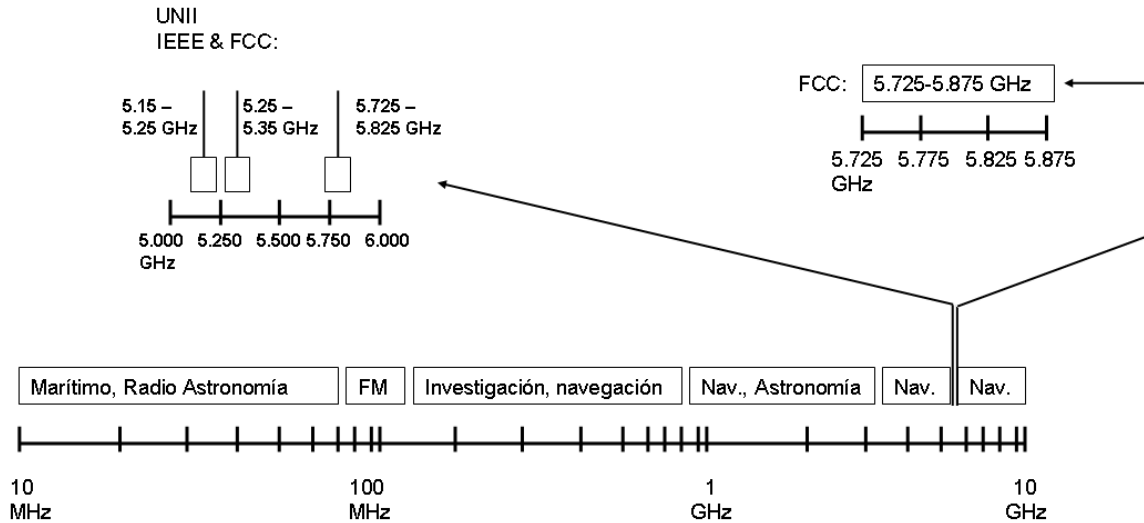 UNII
IEEE & FCC:
5.15 –
5.25 GHz
5.25 –
5.35 GHz
5.725 –
5.825 GHz
5.000
GHz
5.250
5.500
5.750
6.000
FCC:
5.725-5.875 GHz
5.725
GHz
5.775
5.825
5.875
Marítimo, Radio Astronomía
FM
Investigación, navegación
Nav., Astronomía
Nav.
Nav.
10
MHz
100
MHz
1
GHz
10
GHz